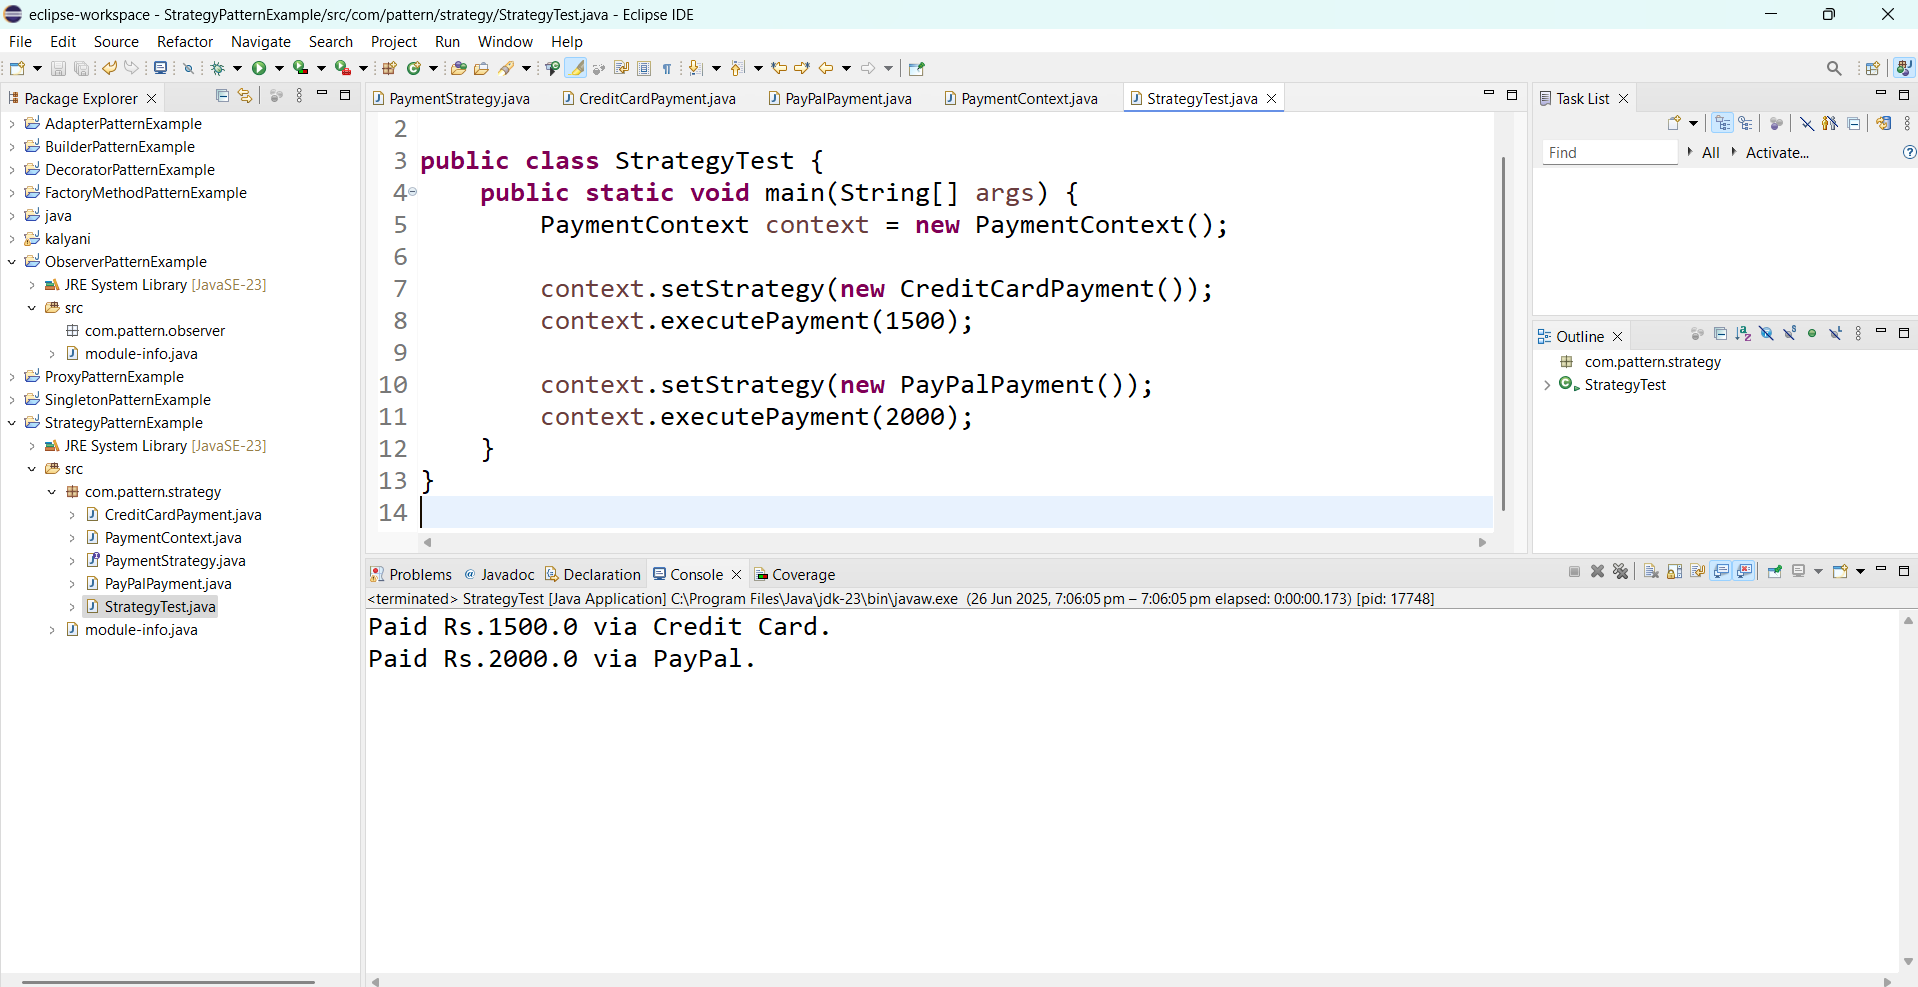 eclipse-workspace - StrategyPatternExample/src/com/pattern/strategy/StrategyTest.java - Eclipse IDE
File Edit Source Refactor Navigate Search Project Run Window Help
Package Explorer
AdapterPatternExample
BuilderPatternExample
DecoratorPatternExample
FactoryMethodPatternExample
java
kalyani
ObserverPatternExample
JRE System Library [JavaSE-23]
src
com.pattern.observer
module-info.java
ProxyPatternExample
SingletonPatternExample
StrategyPatternExample
JRE System Library [JavaSE-23]
src
com.pattern.strategy
CreditCardPayment.java
PaymentContext.java
PaymentStrategy.java
PayPalPayment.java
StrategyTest.java
module-info.java
PaymentStrategy.java CreditCardPayment.java PayPalPayment.java PaymentContext.java StrategyTest.java
2
3 public class StrategyTest {
4     public static void main(String[] args) {
5         PaymentContext context = new PaymentContext();
6
7         context.setStrategy(new CreditCardPayment());
8         context.executePayment(1500);
9
10         context.setStrategy(new PayPalPayment());
11         context.executePayment(2000);
12     }
13 }
14
Task List
Find All Activate...
Outline
com.pattern.strategy
StrategyTest
Problems Javadoc Declaration Console Coverage
<terminated> StrategyTest [Java Application] C:\Program Files\Java\jdk-23\bin\javaw.exe (26 Jun 2025, 7:06:05 pm – 7:06:05 pm elapsed: 0:00:00.173) [pid: 17748]
Paid Rs.1500.0 via Credit Card.
Paid Rs.2000.0 via PayPal.